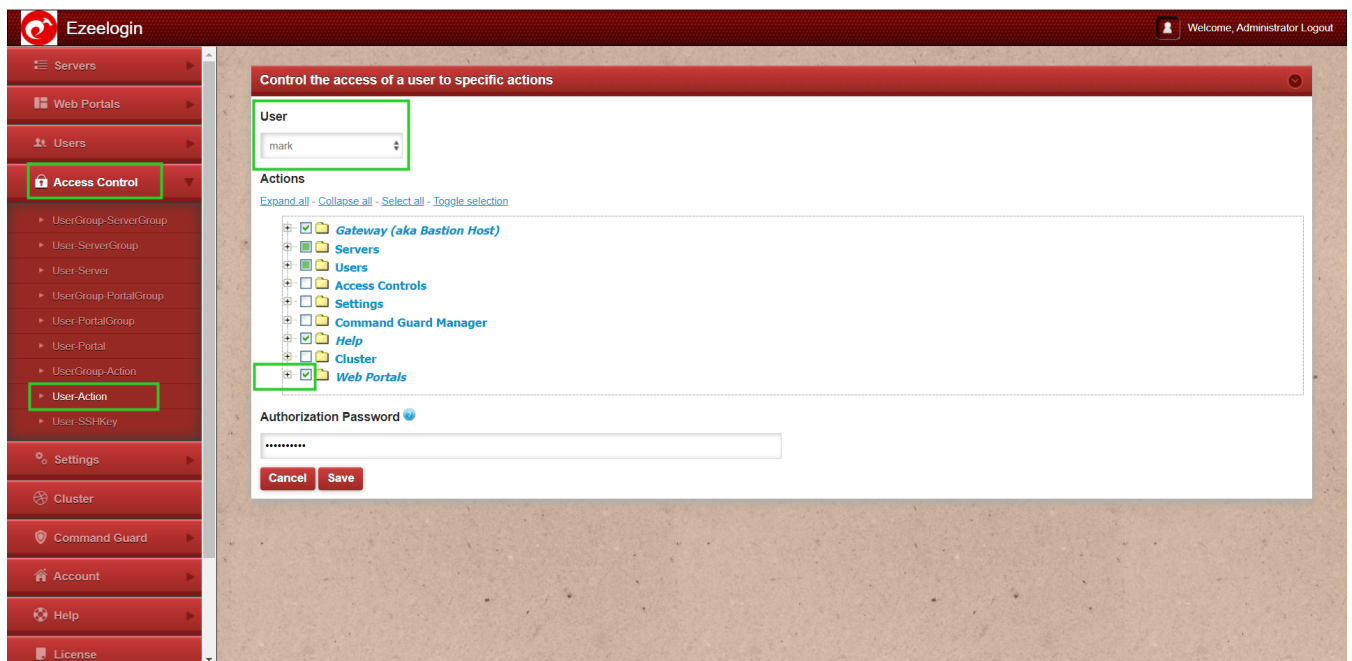 Ezeelogin
Welcome, Administrator Logout
Servers
Web Portals
Users
Access Control
UserGroup-ServerGroup
User-ServerGroup
User-Server
UserGroup-PortalGroup
User-PortalGroup
User-Portal
UserGroup-Action
User-Action
User-SSHKey
Settings
Cluster
Command Guard
Account
Help
License
Control the access of a user to specific actions
User
mark
Actions
Expand all - Collapse all - Select all - Toggle selection
Gateway (aka Bastion Host)
Servers
Users
Access Controls
Settings
Command Guard Manager
Help
Cluster
Web Portals
Authorization Password
••••••••••
Cancel Save